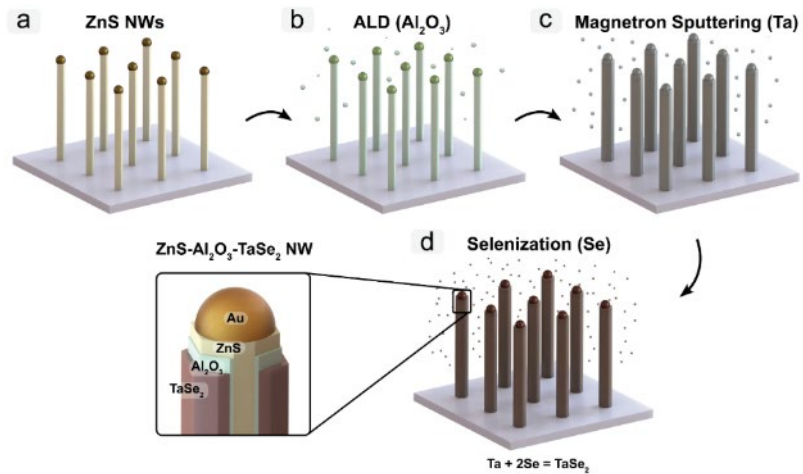 a
ZnS NWs
b
ALD (Al₂O₃)
c
Magnetron Sputtering (Ta)
ZnS-Al₂O₃-TaSe₂ NW
Au
ZnS
Al₂O₃
TaSe₂
d
Selenization (Se)
Ta + 2Se = TaSe₂